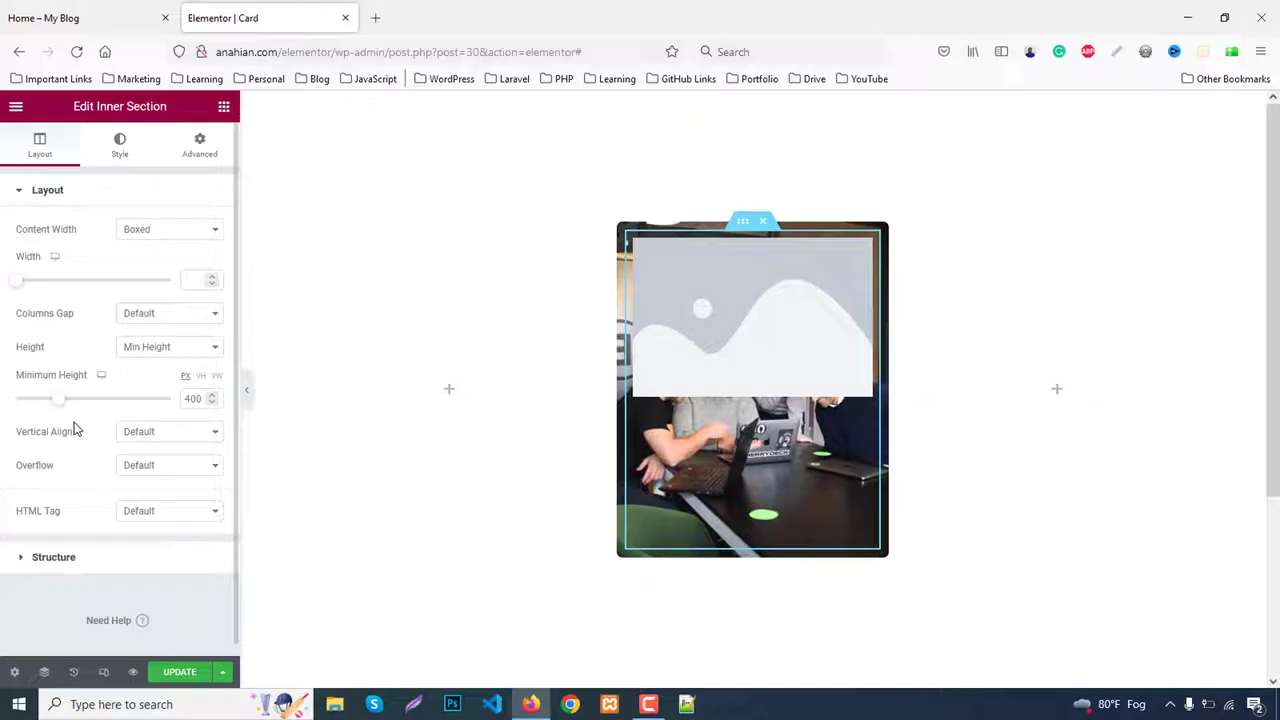 Home – My Blog
Elementor | Card
anahian.com/elementor/wp-admin/post.php?post=30&action=elementor#
Search
Important Links
Marketing
Learning
Personal
Blog
JavaScript
WordPress
Laravel
PHP
Learning
GitHub Links
Portfolio
Drive
YouTube
Other Bookmarks
Edit Inner Section
Layout
Style
Advanced
Layout
Content Width
Boxed
Width
Columns Gap
Default
Height
Min Height
Minimum Height
PX
VH
VW
400
Vertical Align
Default
Overflow
Default
HTML Tag
Default
Structure
Need Help
UPDATE
Type here to search
80°F Fog